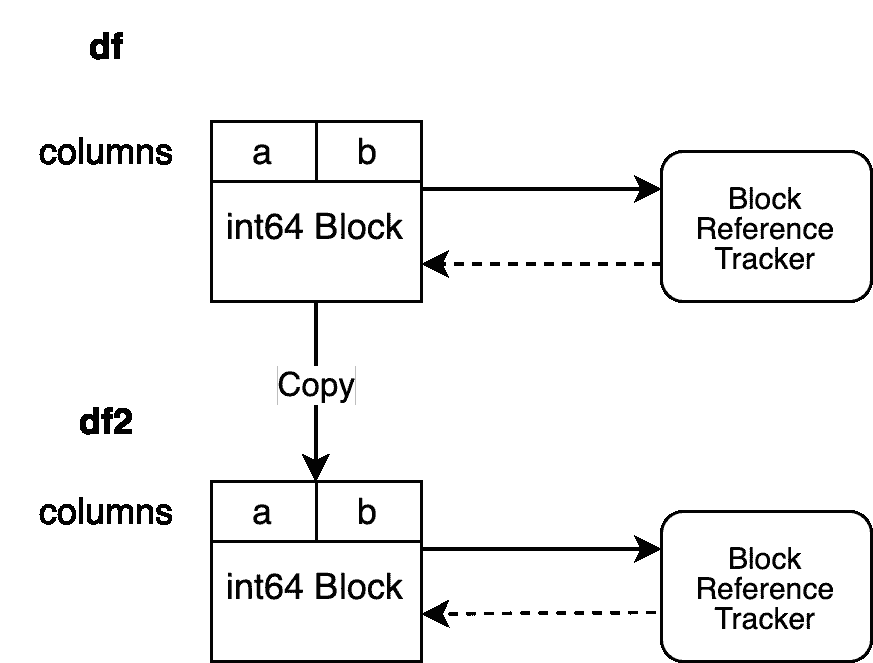 df
columns
a
b
int64 Block
Block
Reference
Tracker
Copy
df2
columns
a
b
int64 Block
Block
Reference
Tracker